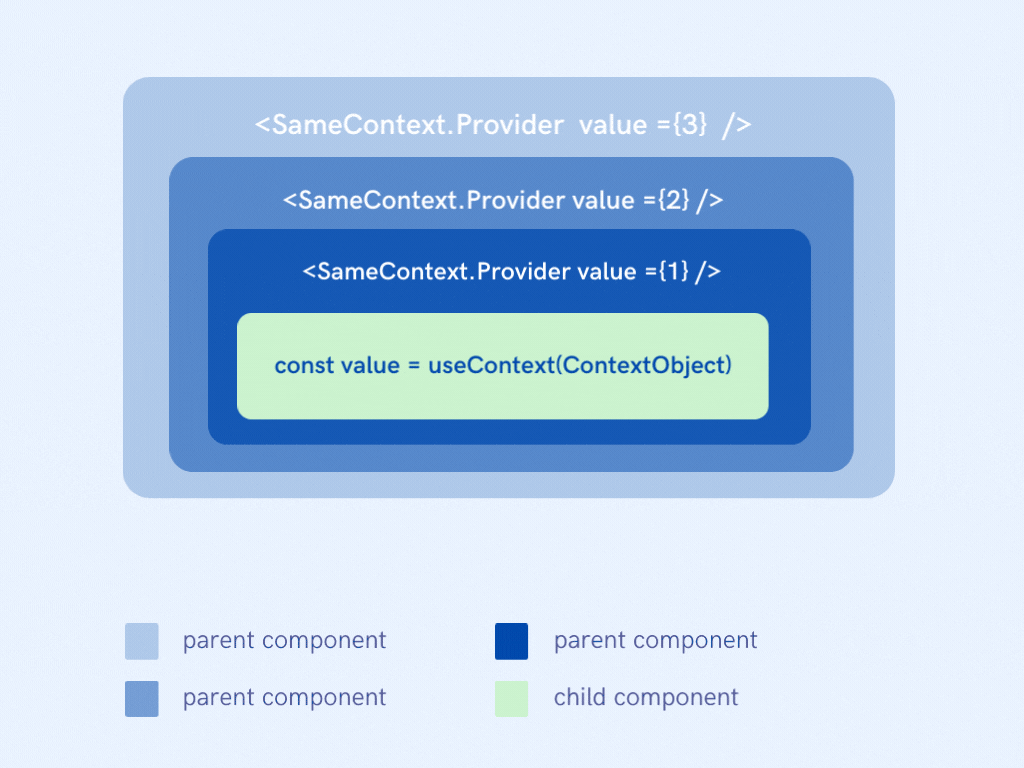 <SameContext.Provider  value ={3}  />
<SameContext.Provider value ={2} />
<SameContext.Provider value ={1} />
const value = useContext(ContextObject)
parent component
parent component
parent component
child component